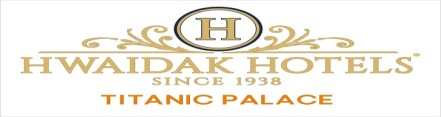 H
HWAIDAK HOTELS®
SINCE 1938
TITANIC PALACE